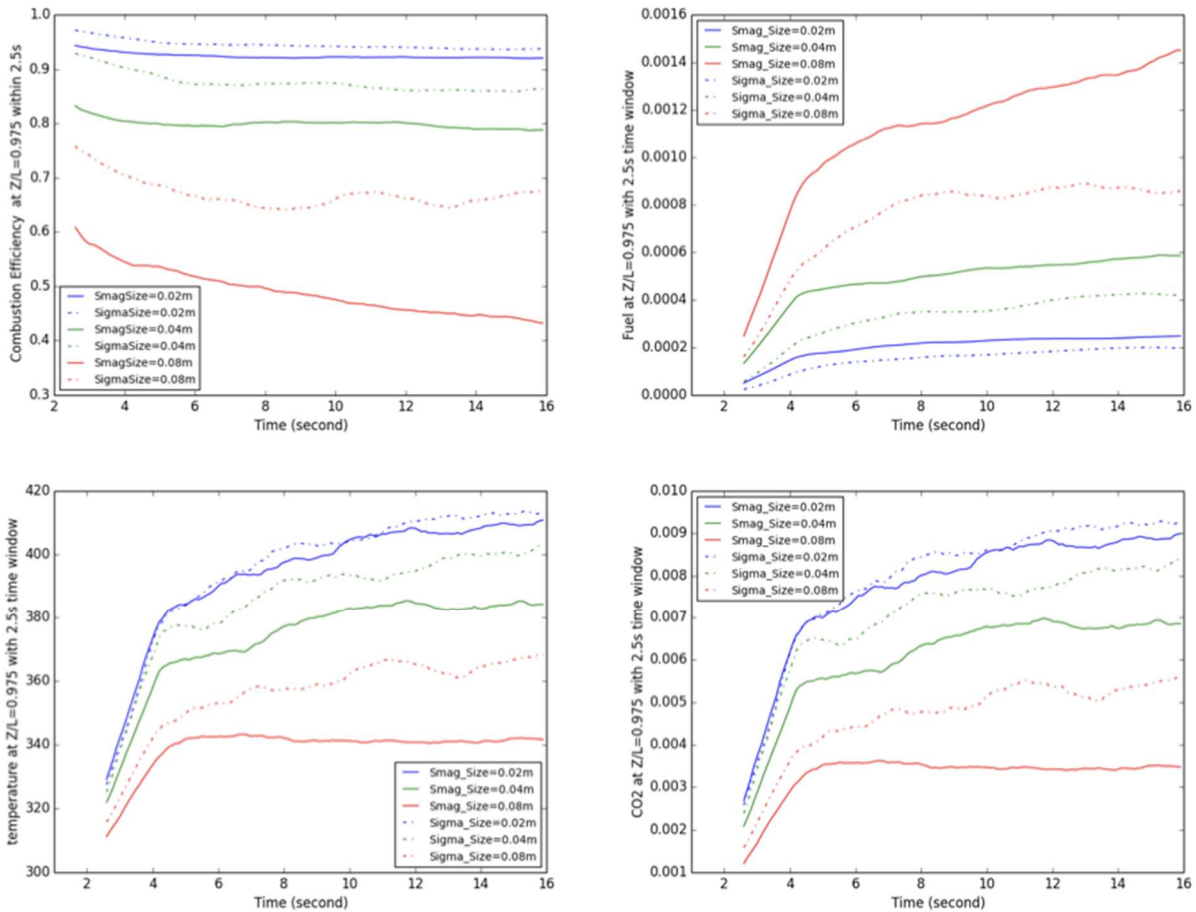 Combustion Efficiency at Z/L=0.975 within 2.5s
1.0
0.9
0.8
0.7
0.6
0.5
0.4
0.3
SmagSize=0.02m
SigmaSize=0.02m
SmagSize=0.04m
SigmaSize=0.04m
SmagSize=0.08m
SigmaSize=0.08m
2 4 6 8 10 12 14 16
Time (second)
Fuel at Z/L=0.975 with 2.5s time window
0.0016
0.0014
0.0012
0.0010
0.0008
0.0006
0.0004
0.0002
0.0000
Smag_Size=0.02m
Smag_Size=0.04m
Smag_Size=0.08m
Sigma_Size=0.02m
Sigma_Size=0.04m
Sigma_Size=0.08m
2 4 6 8 10 12 14 16
Time (second)
temperature at Z/L=0.975 with 2.5s time window
420
400
380
360
340
320
300
Smag_Size=0.02m
Smag_Size=0.04m
Smag_Size=0.08m
Sigma_Size=0.02m
Sigma_Size=0.04m
Sigma_Size=0.08m
2 4 6 8 10 12 14 16
Time (second)
CO2 at Z/L=0.975 with 2.5s time window
0.010
0.009
0.008
0.007
0.006
0.005
0.004
0.003
0.002
0.001
Smag_Size=0.02m
Smag_Size=0.04m
Smag_Size=0.08m
Sigma_Size=0.02m
Sigma_Size=0.04m
Sigma_Size=0.08m
2 4 6 8 10 12 14 16
Time (second)